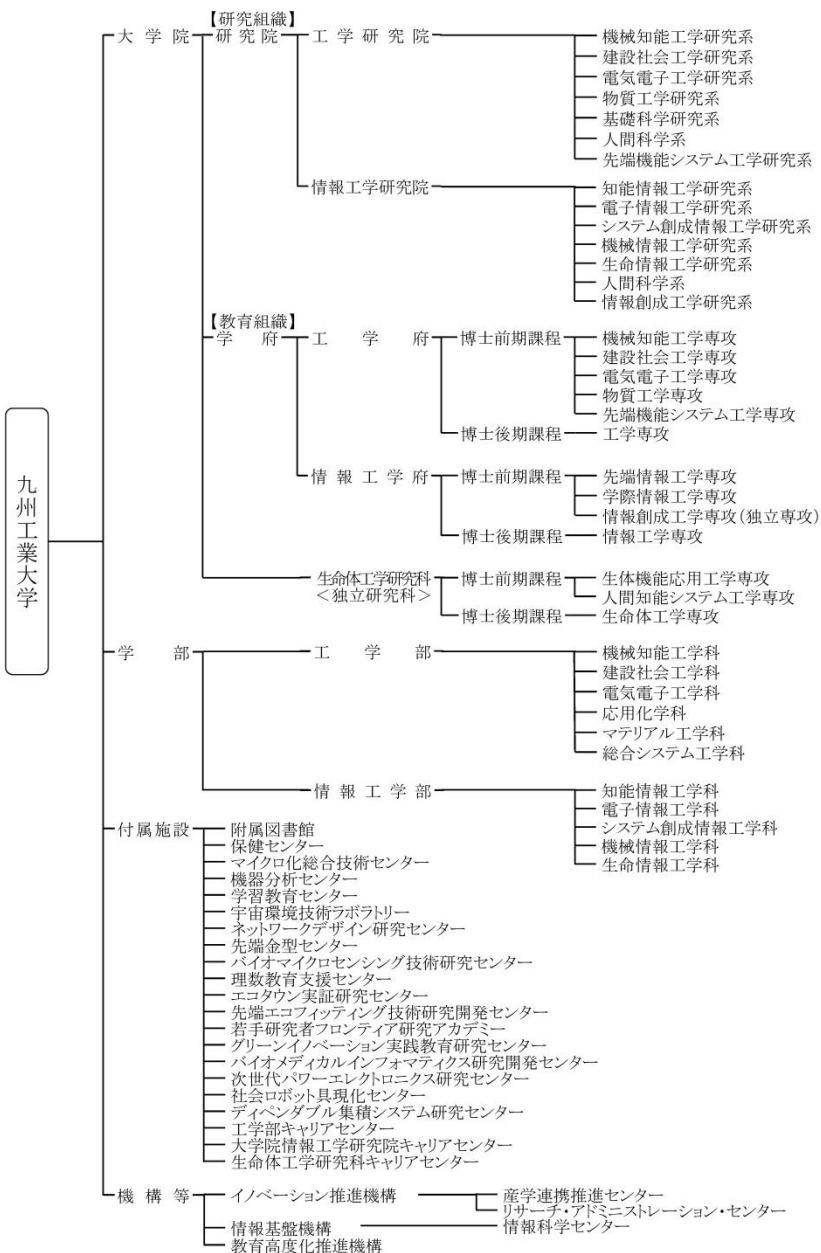 九州工業大学
大学院
【研究組織】
研究院
工学研究院
機械知能工学研究系
建設社会工学研究系
電気電子工学研究系
物質工学研究系
基礎科学研究系
人間科学系
先端機能システム工学研究系
情報工学研究院
知能情報工学研究系
電子情報工学研究系
システム創成情報工学研究系
機械情報工学研究系
生命情報工学研究系
人間科学系
情報創成工学研究系
【教育組織】
学府
工学府
博士前期課程
機械知能工学専攻
建設社会工学専攻
電気電子工学専攻
物質工学専攻
先端機能システム工学専攻
博士後期課程
工学専攻
情報工学府
博士前期課程
先端情報工学専攻
学際情報工学専攻
情報創成工学専攻(独立専攻)
博士後期課程
情報工学専攻
生命体工学研究科
<独立研究科>
博士前期課程
生体機能応用工学専攻
人間知能システム工学専攻
博士後期課程
生命体工学専攻
学部
工学部
機械知能工学科
建設社会工学科
電気電子工学科
応用化学科
マテリアル工学科
総合システム工学科
情報工学部
知能情報工学科
電子情報工学科
システム創成情報工学科
機械情報工学科
生命情報工学科
付属施設
附属図書館
保健センター
マイクロ化総合技術センター
機器分析センター
学習教育センター
宇宙環境技術ラボラトリー
ネットワークデザイン研究センター
先端金型センター
バイオマイクロセンシング技術研究センター
理数教育支援センター
エコタウン実証研究センター
先端エコフィッティング技術研究開発センター
若手研究者フロンティア研究アカデミー
グリーンイノベーション実践教育研究センター
バイオメディカルインフォマティクス研究開発センター
次世代パワーエレクトロニクス研究センター
社会ロボット具現化センター
ディペンダブル集積システム研究センター
工学部キャリアセンター
大学院情報工学研究院キャリアセンター
生命体工学研究科キャリアセンター
機構等
イノベーション推進機構
産学連携推進センター
リサーチ・アドミニストレーション・センター
情報基盤機構
情報科学センター
教育高度化推進機構